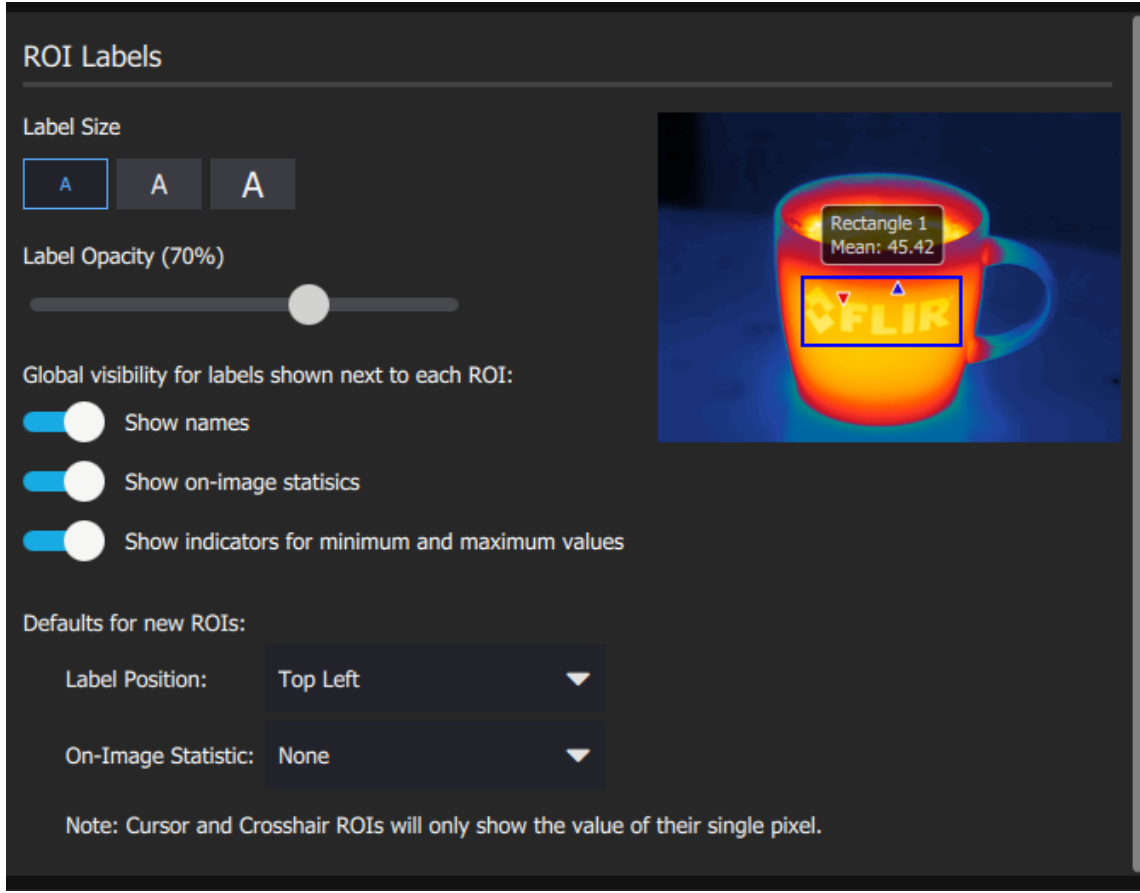 ROI Labels
Label Size
A A A
Label Opacity (70%)
Rectangle 1
Mean: 45.42
FLIR
Global visibility for labels shown next to each ROI:
Show names
Show on-image statisics
Show indicators for minimum and maximum values
Defaults for new ROIs:
Label Position: Top Left
On-Image Statistic: None
Note: Cursor and Crosshair ROIs will only show the value of their single pixel.